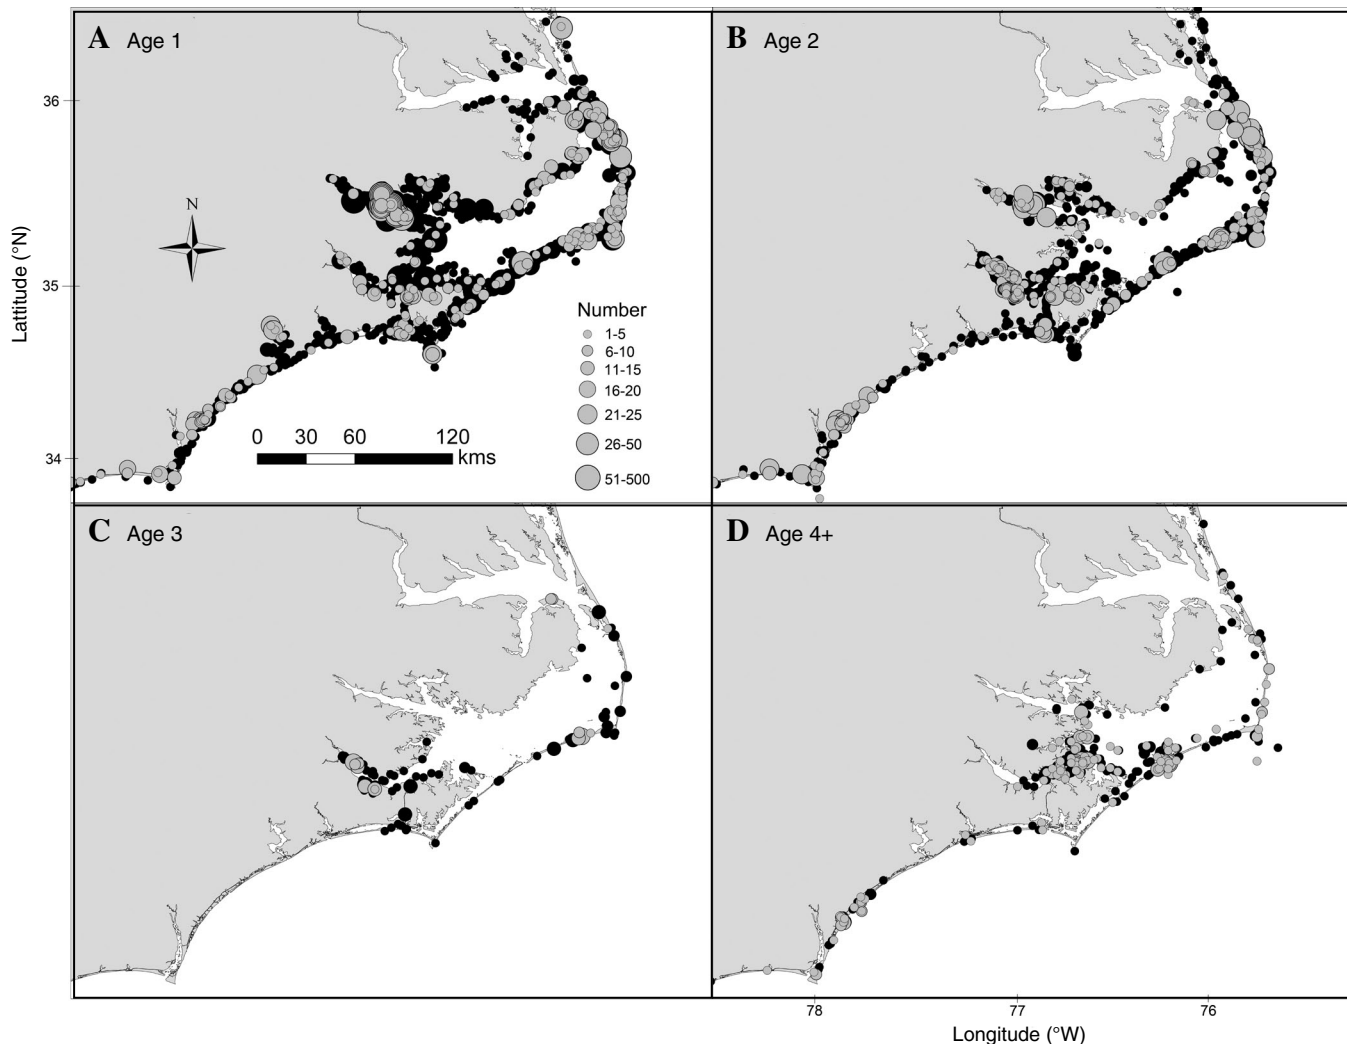 A Age 1
B Age 2
36
35
34
Lattitude (°N)
N
Number
1-5
6-10
11-15
16-20
21-25
26-50
51-500
0 30 60 120
kms
C Age 3
D Age 4+
78 77 76
Longitude (°W)